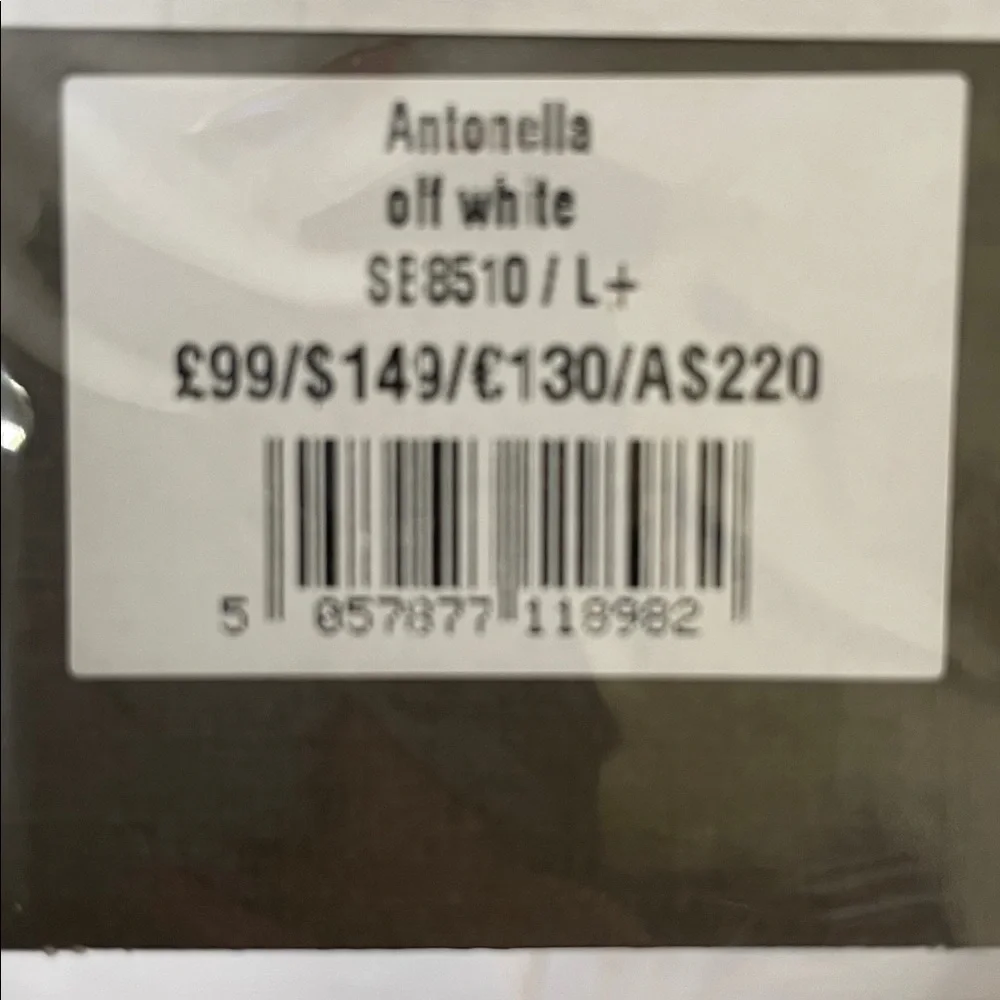 Antonella
off white
SE8510 / L+
£99/$149/€130/A$220
5 057877 118982